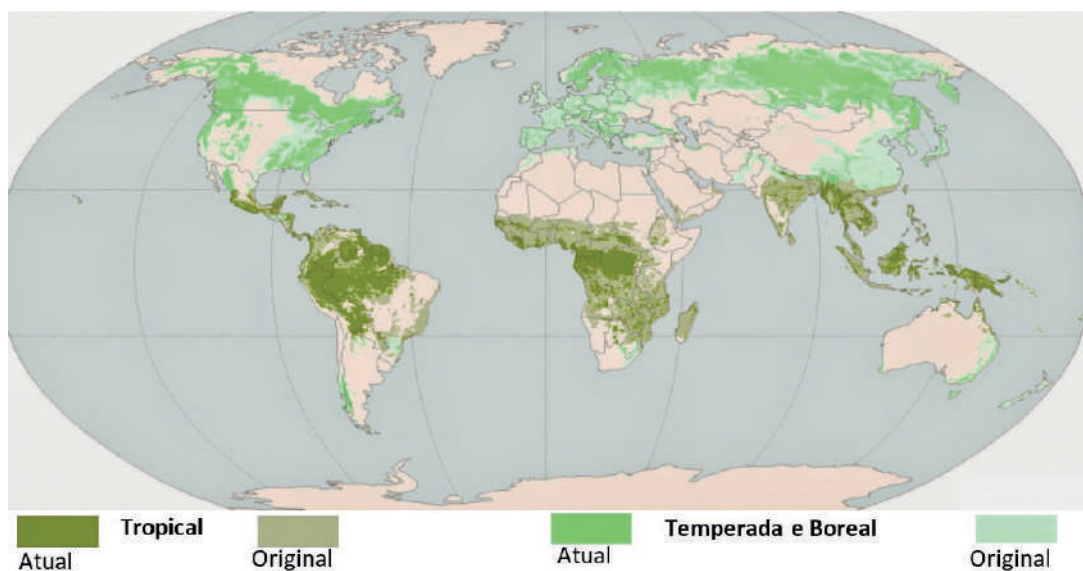 Tropical
Temperada e Boreal
Atual
Original
Atual
Original